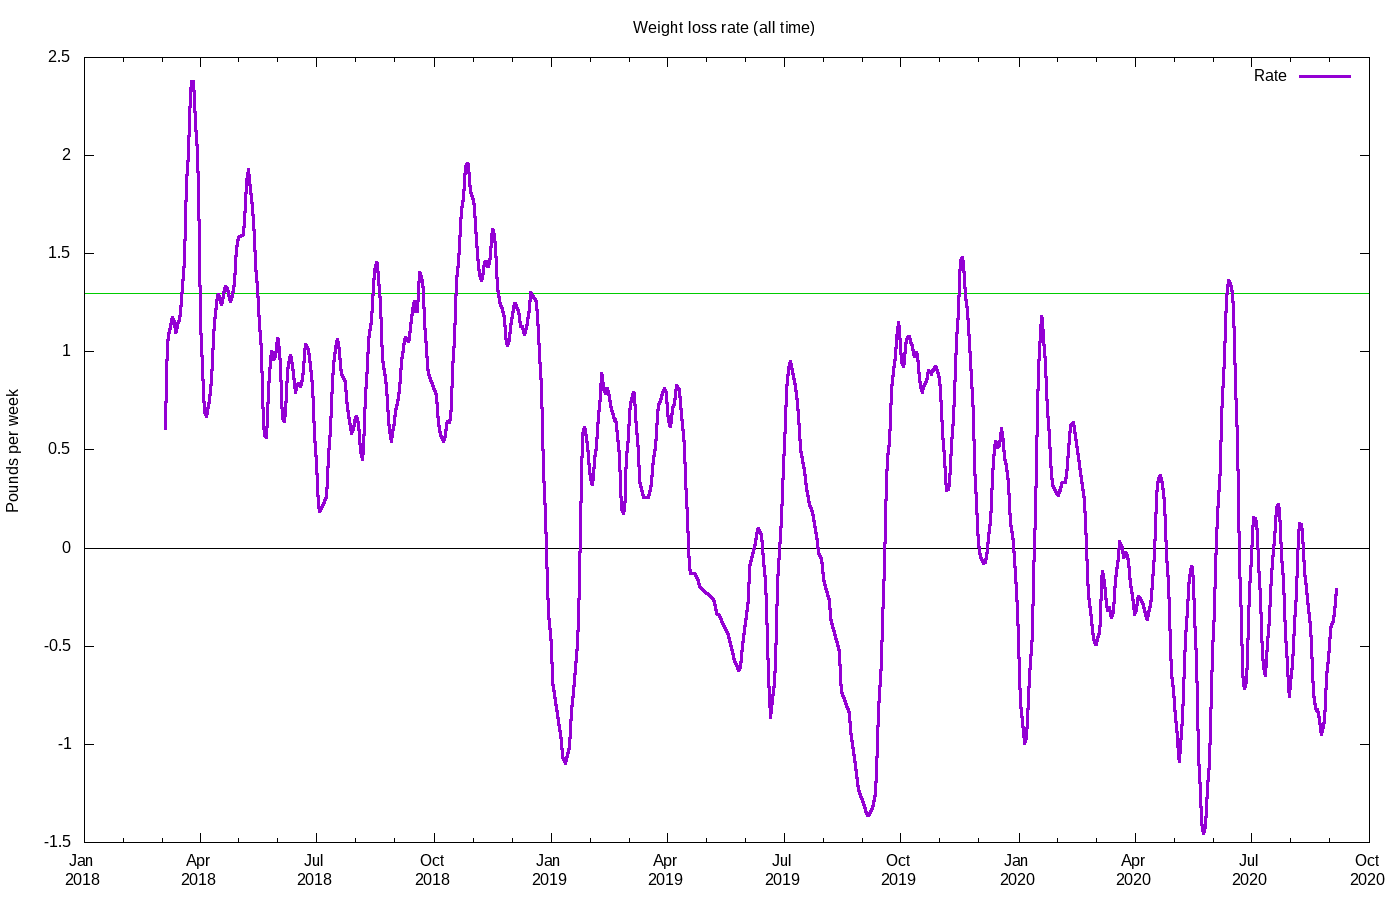 Weight loss rate (all time)
Rate
Pounds per week
2.5
2
1.5
1
0.5
0
-0.5
-1
-1.5
Jan Apr Jul Oct Jan Apr Jul Oct Jan Apr Jul Oct
2018 2018 2018 2018 2019 2019 2019 2019 2020 2020 2020 2020